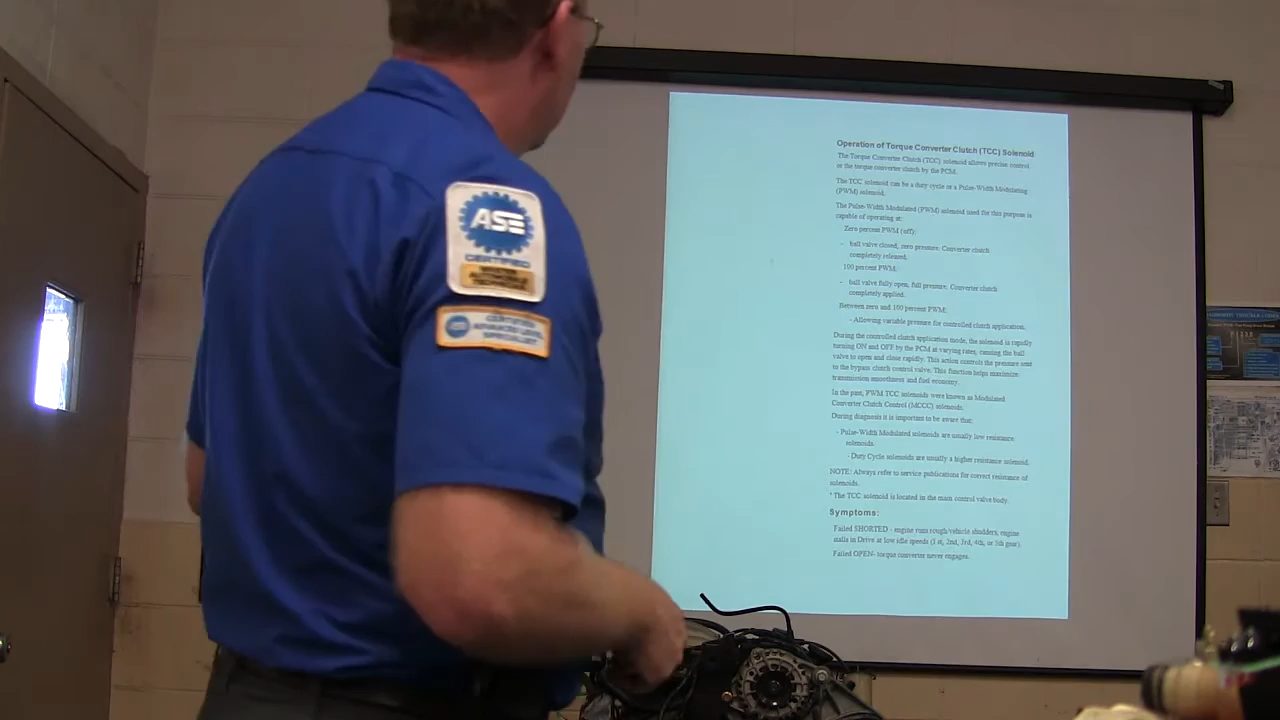 ASE
CERTIFIED
MASTER
AUTOMOBILE
TECHNICIAN
CERTIFIED
ADVANCED LEVEL
SPECIALIST
Operation of Torque Converter Clutch (TCC) Solenoid
The Torque Converter Clutch (TCC) solenoid allows precise control
of the torque converter clutch by the PCM.
The TCC solenoid can be a duty cycle or a Pulse-Width Modulating
(PWM) solenoid.
The Pulse-Width Modulated (PWM) solenoid used for this purpose is
capable of operating at:
Zero percent PWM (off):
- ball valve closed, zero pressure: Converter clutch
completely released.
100 percent PWM:
- ball valve fully open, full pressure: Converter clutch
completely applied.
Between zero and 100 percent PWM:
- Allowing variable pressure for controlled clutch application.
During the controlled clutch application mode, the solenoid is rapidly
turning ON and OFF by the PCM at varying rates, causing the ball
valve to open and close rapidly. This action controls the pressure sent
to the bypass clutch control valve. This function helps maximize
transmission smoothness and fuel economy.
In the past, PWM TCC solenoids were known as Modulated
Converter Clutch Control (MCCC) solenoids.
During diagnosis it is important to be aware that:
- Pulse-Width Modulated solenoids are usually low resistance
solenoids.
- Duty Cycle solenoids are usually a higher resistance solenoid.
NOTE: Always refer to service publications for correct resistance of
solenoids.
* The TCC solenoid is located in the main control valve body.
Symptoms:
Failed SHORTED - engine runs rough/vehicle shudders, engine
stalls in Drive at low idle speeds (1 st, 2nd, 3rd, 4th, or 5th gear).
Failed OPEN- torque converter never engages.